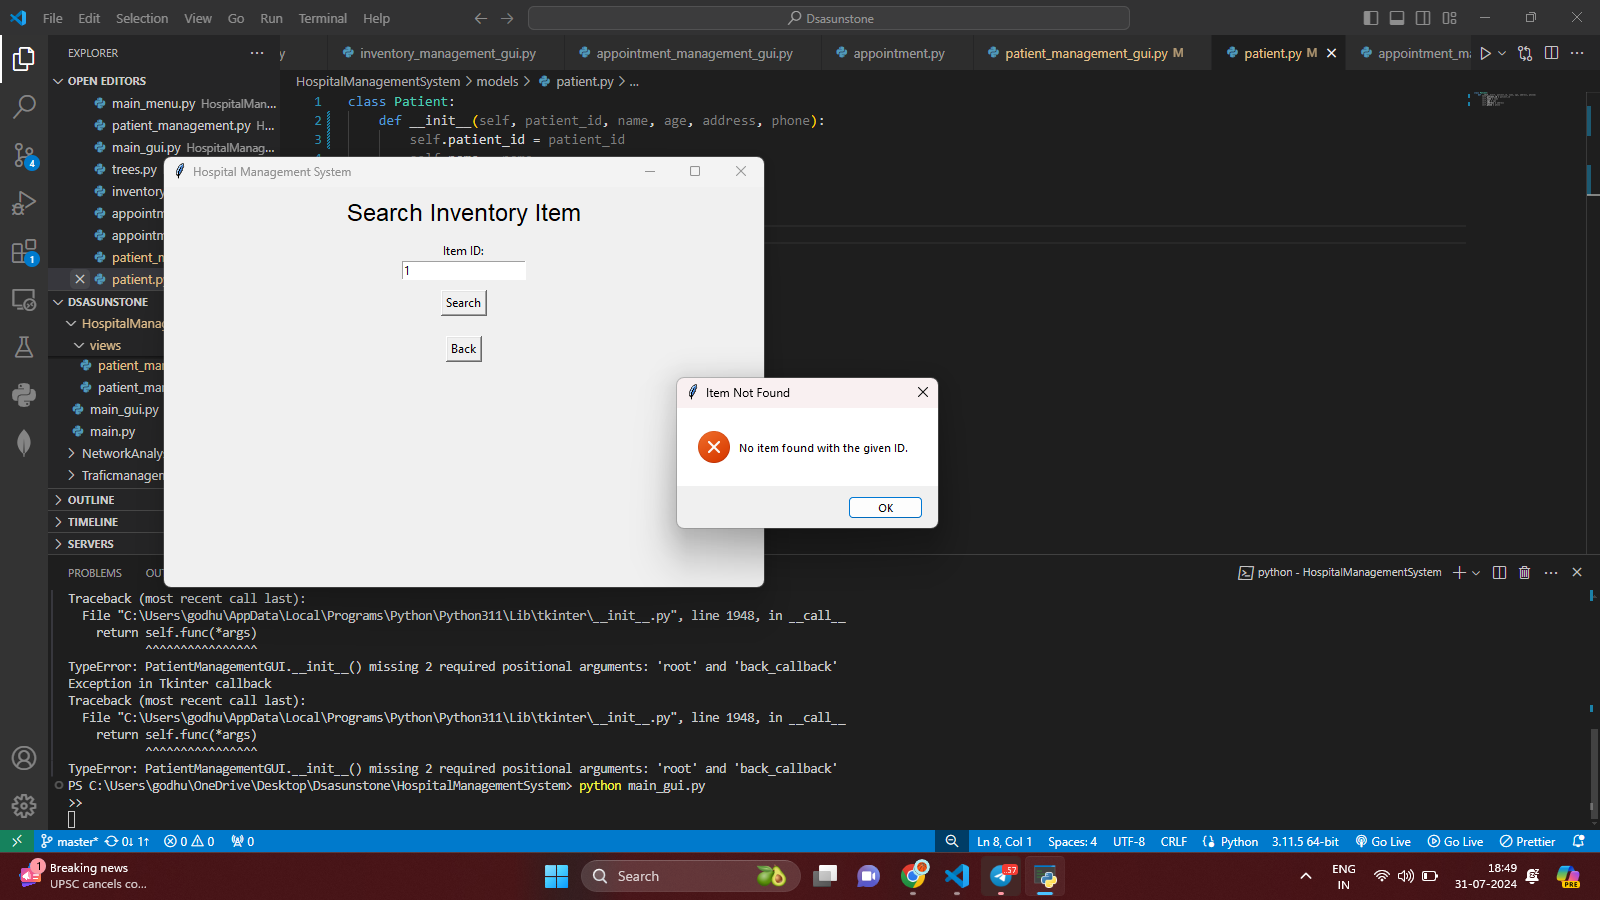 File Edit Selection View Go Run Terminal Help
Dsasunstone
EXPLORER
y
inventory_management_gui.py
appointment_management_gui.py
appointment.py
patient_management_gui.py M
patient.py M
appointment_ma
OPEN EDITORS
main_menu.py HospitalMan...
patient_management.py H...
main_gui.py HospitalManag...
trees.py
inventory
appointm
appointm
patient_m
patient.py
DSASUNSTONE
HospitalManag
views
patient_ma
patient_ma
main_gui.py
main.py
NetworkAnaly
Traficmanagem
OUTLINE
TIMELINE
SERVERS
4
1
HospitalManagementSystem > models > patient.py > ...
1 class Patient:
2 def __init__(self, patient_id, name, age, address, phone):
3 self.patient_id = patient_id
Hospital Management System
Search Inventory Item
Item ID:
1
Search
Back
Item Not Found
No item found with the given ID.
OK
PROBLEMS OU
python - HospitalManagementSystem
Traceback (most recent call last):
File "C:\Users\godhu\AppData\Local\Programs\Python\Python311\Lib\tkinter\__init__.py", line 1948, in __call__
return self.func(*args)
^^^^^^^^^^^^^^^^
TypeError: PatientManagementGUI.__init__() missing 2 required positional arguments: 'root' and 'back_callback'
Exception in Tkinter callback
Traceback (most recent call last):
File "C:\Users\godhu\AppData\Local\Programs\Python\Python311\Lib\tkinter\__init__.py", line 1948, in __call__
return self.func(*args)
^^^^^^^^^^^^^^^^
TypeError: PatientManagementGUI.__init__() missing 2 required positional arguments: 'root' and 'back_callback'
PS C:\Users\godhu\OneDrive\Desktop\Dsasunstone\HospitalManagementSystem> python main_gui.py
>>
master* 0↓ 1↑ 0 0 0
Ln 8, Col 1 Spaces: 4 UTF-8 CRLF Python 3.11.5 64-bit Go Live Go Live Prettier
1
Breaking news
UPSC cancels co...
Search
57
ENG
IN
18:49
31-07-2024
PRE